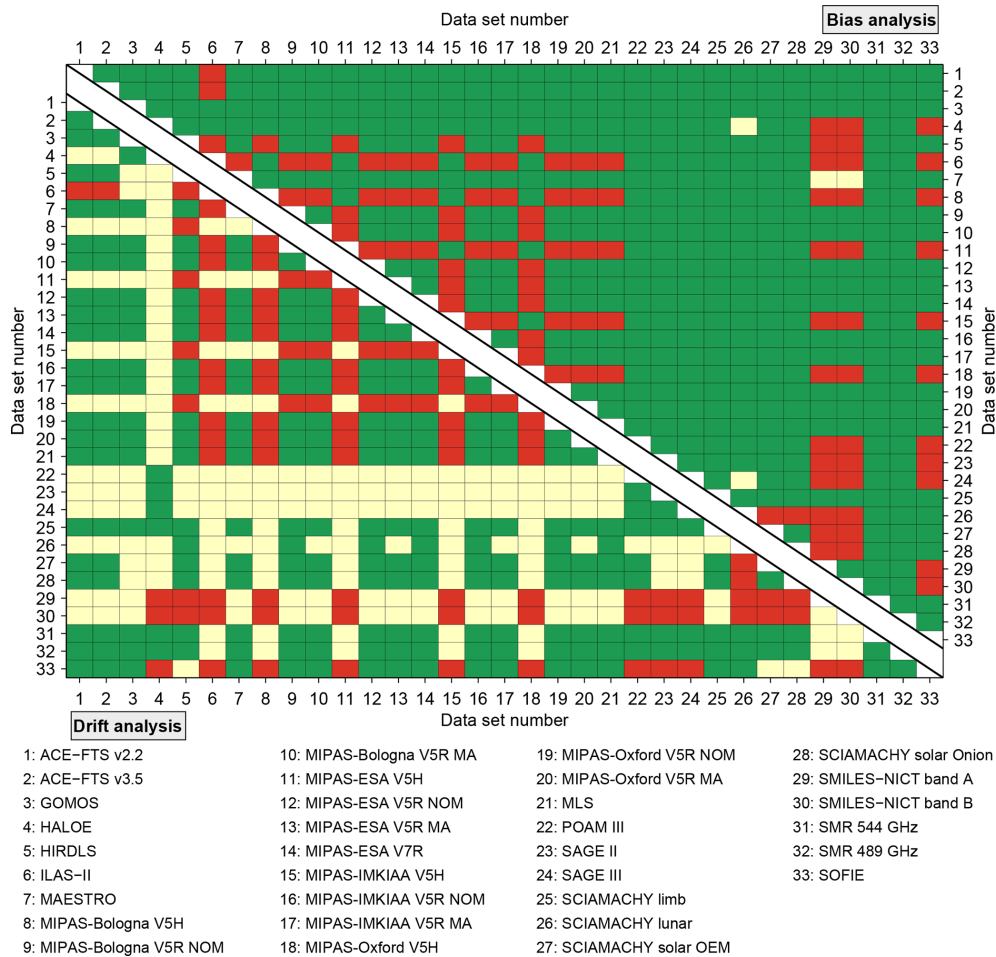 Data set number
Bias analysis
1 2 3 4 5 6 7 8 9 10 11 12 13 14 15 16 17 18 19 20 21 22 23 24 25 26 27 28 29 30 31 32 33
1
2
3
4
5
6
7
8
9
10
11
12
13
14
15
16
17
18
19
20
21
22
23
24
25
26
27
28
29
30
31
32
33
Data set number
1
2
3
4
6
7
8
9
10
11
12
13
15
16
17
18
19
20
21
22
23
24
25
26
27
28
30
31
32
33
Data set number
1 2 3 4 5 6 7 8 9 10 11 12 13 14 15 16 17 18 19 20 21 22 23 24 25 26 27 28 29 30 31 32 33
Drift analysis
Data set number
1: ACE−FTS v2.2
2: ACE−FTS v3.5
3: GOMOS
4: HALOE
5: HIRDLS
6: ILAS−II
7: MAESTRO
8: MIPAS-Bologna V5H
9: MIPAS-Bologna V5R NOM
10: MIPAS-Bologna V5R MA
11: MIPAS-ESA V5H
12: MIPAS-ESA V5R NOM
13: MIPAS-ESA V5R MA
14: MIPAS-ESA V7R
15: MIPAS-IMKIAA V5H
16: MIPAS-IMKIAA V5R NOM
17: MIPAS-IMKIAA V5R MA
18: MIPAS-Oxford V5H
19: MIPAS-Oxford V5R NOM
20: MIPAS-Oxford V5R MA
21: MLS
22: POAM III
23: SAGE II
24: SAGE III
25: SCIAMACHY limb
26: SCIAMACHY lunar
27: SCIAMACHY solar OEM
28: SCIAMACHY solar Onion
29: SMILES−NICT band A
30: SMILES−NICT band B
31: SMR 544 GHz
32: SMR 489 GHz
33: SOFIE